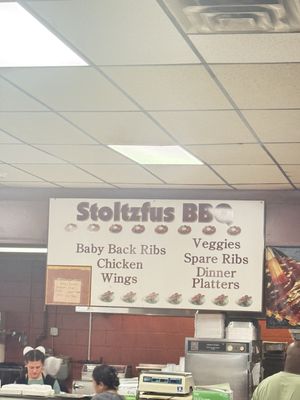 Stoltzfus BBQ
Baby Back Ribs
Chicken
Wings
Veggies
Spare Ribs
Dinner
Platters